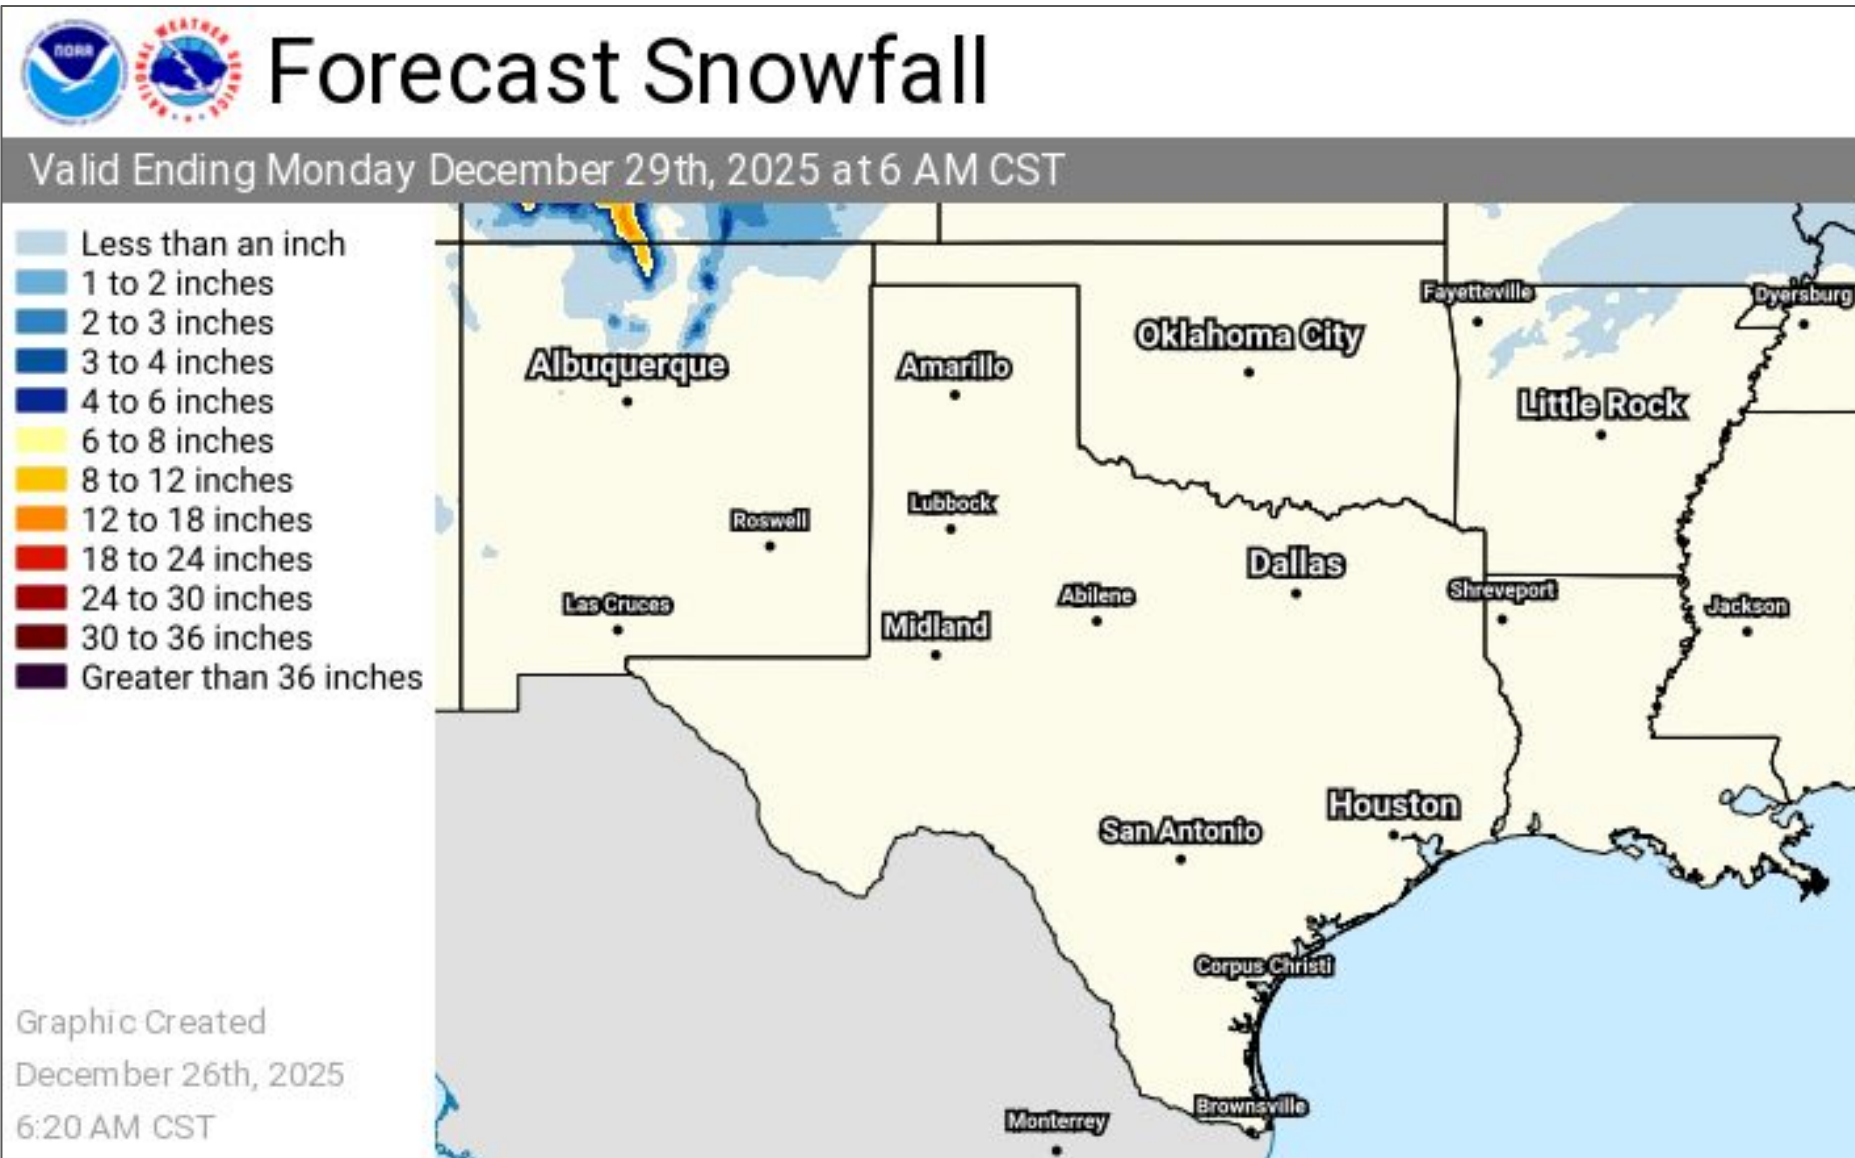 NOAA
NATIONAL WEATHER SERVICE
Forecast Snowfall
Valid Ending Monday December 29th, 2025 at 6 AM CST
Less than an inch
1 to 2 inches
2 to 3 inches
3 to 4 inches
4 to 6 inches
6 to 8 inches
8 to 12 inches
12 to 18 inches
18 to 24 inches
24 to 30 inches
30 to 36 inches
Greater than 36 inches
Graphic Created
December 26th, 2025
6:20 AM CST
Fayetteville
Dyersburg
Oklahoma City
Albuquerque
Amarillo
Little Rock
Lubbock
Roswell
Dallas
Shreveport
Abilene
Las Cruces
Jackson
Midland
Houston
San Antonio
Corpus Christi
Brownsville
Monterrey